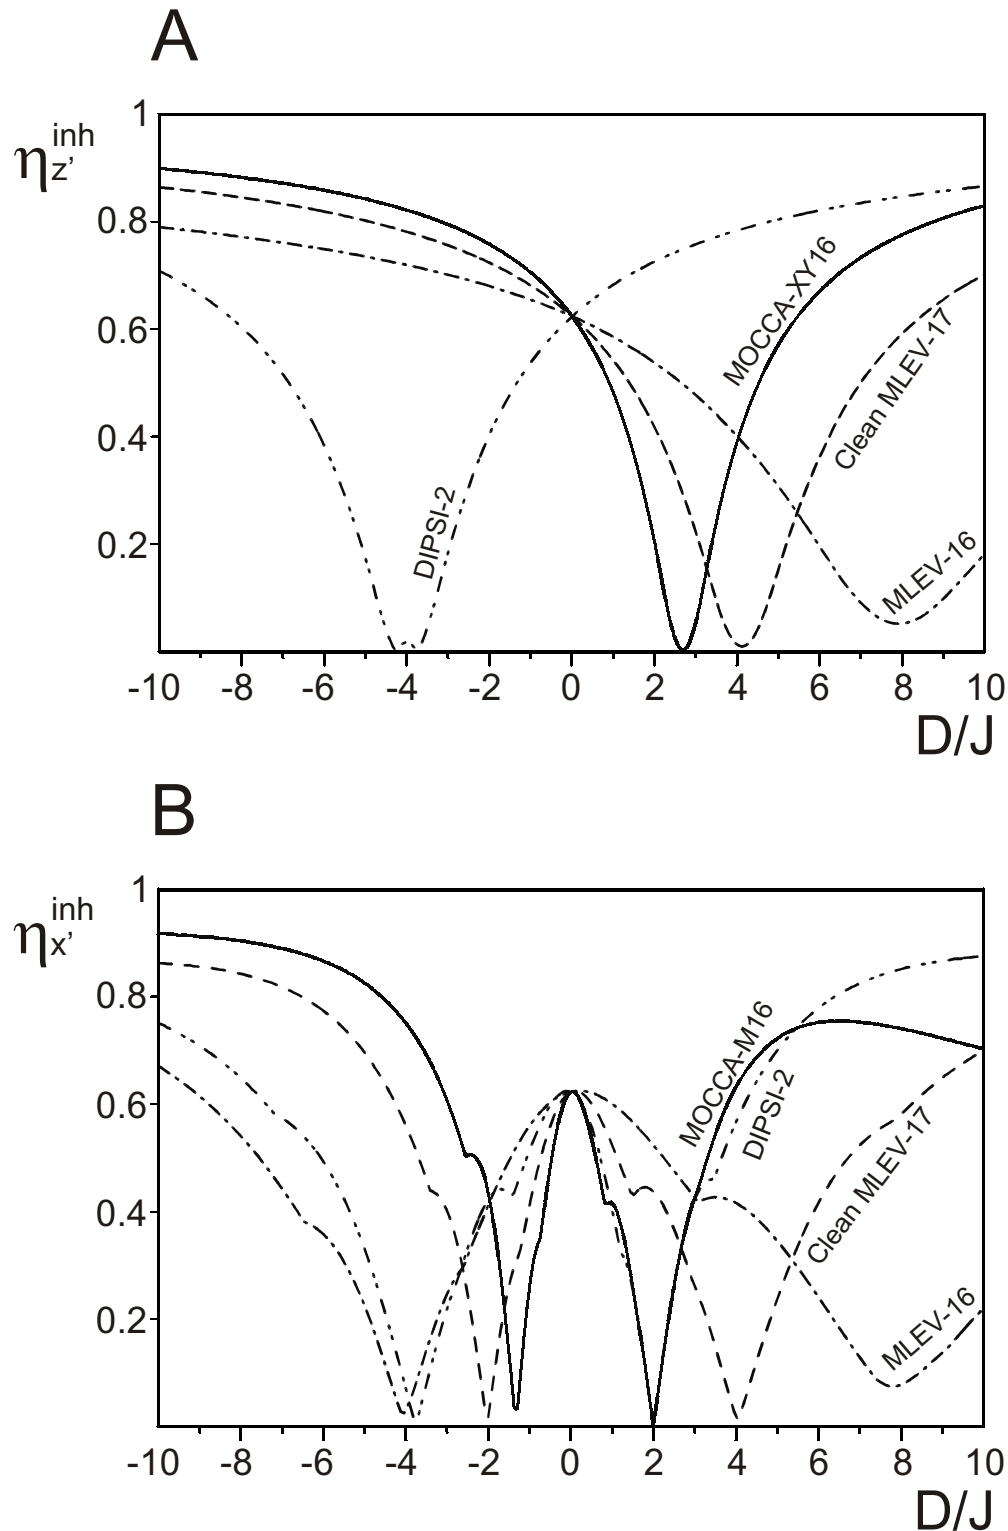 A
η z' inh
1
0.8
0.6
0.4
0.2
MOCCA-XY16
Clean MLEV-17
DIPSI-2
MLEV-16
-10 -8 -6 -4 -2 0 2 4 6 8 10
D/J
B
η x' inh
1
0.8
0.6
0.4
0.2
MOCCA-M16
DIPSI-2
Clean MLEV-17
MLEV-16
-10 -8 -6 -4 -2 0 2 4 6 8 10
D/J